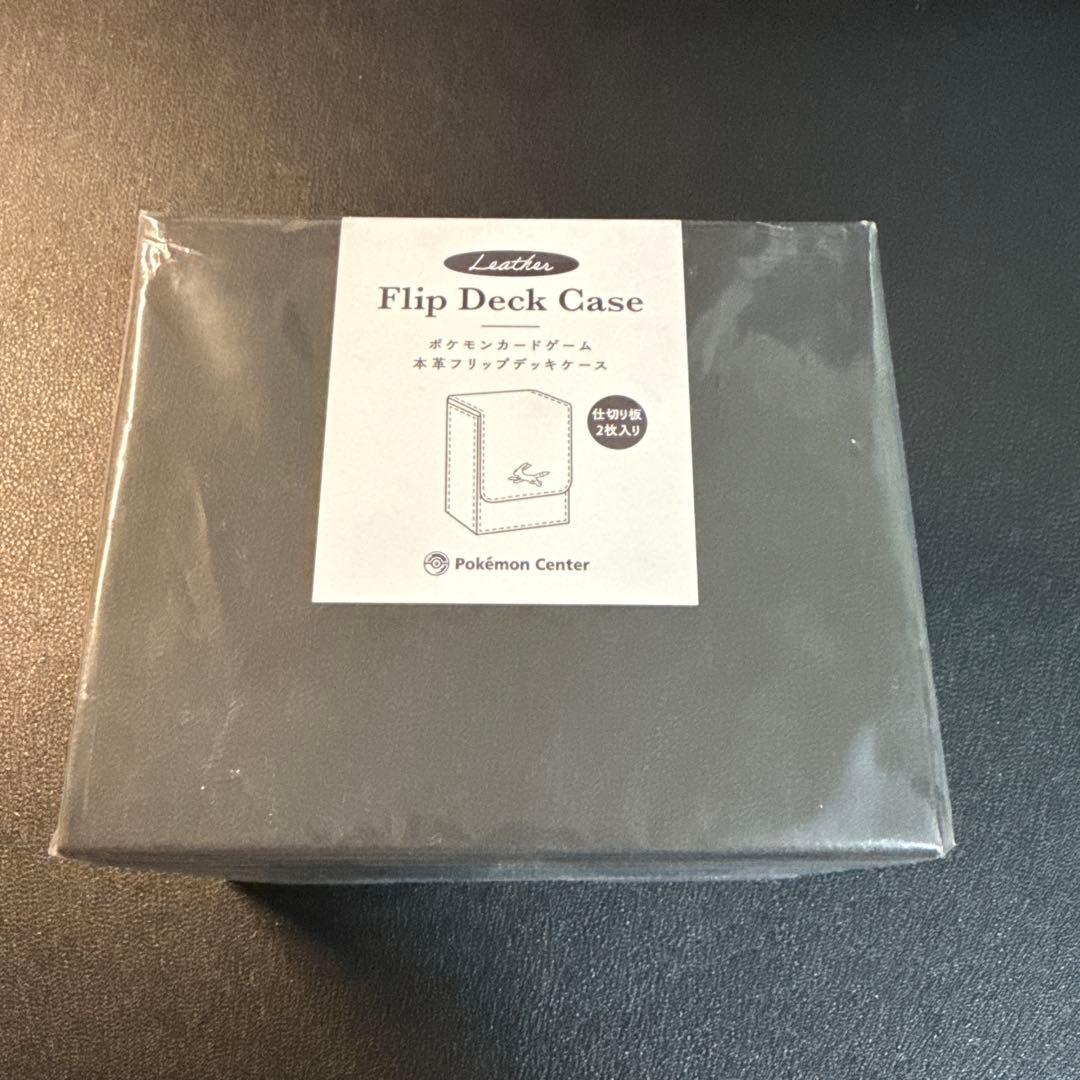 Leather
Flip Deck Case
ポケモンカードゲーム
本革フリップデッキケース
仕切り板
2枚入り
Pokémon Center